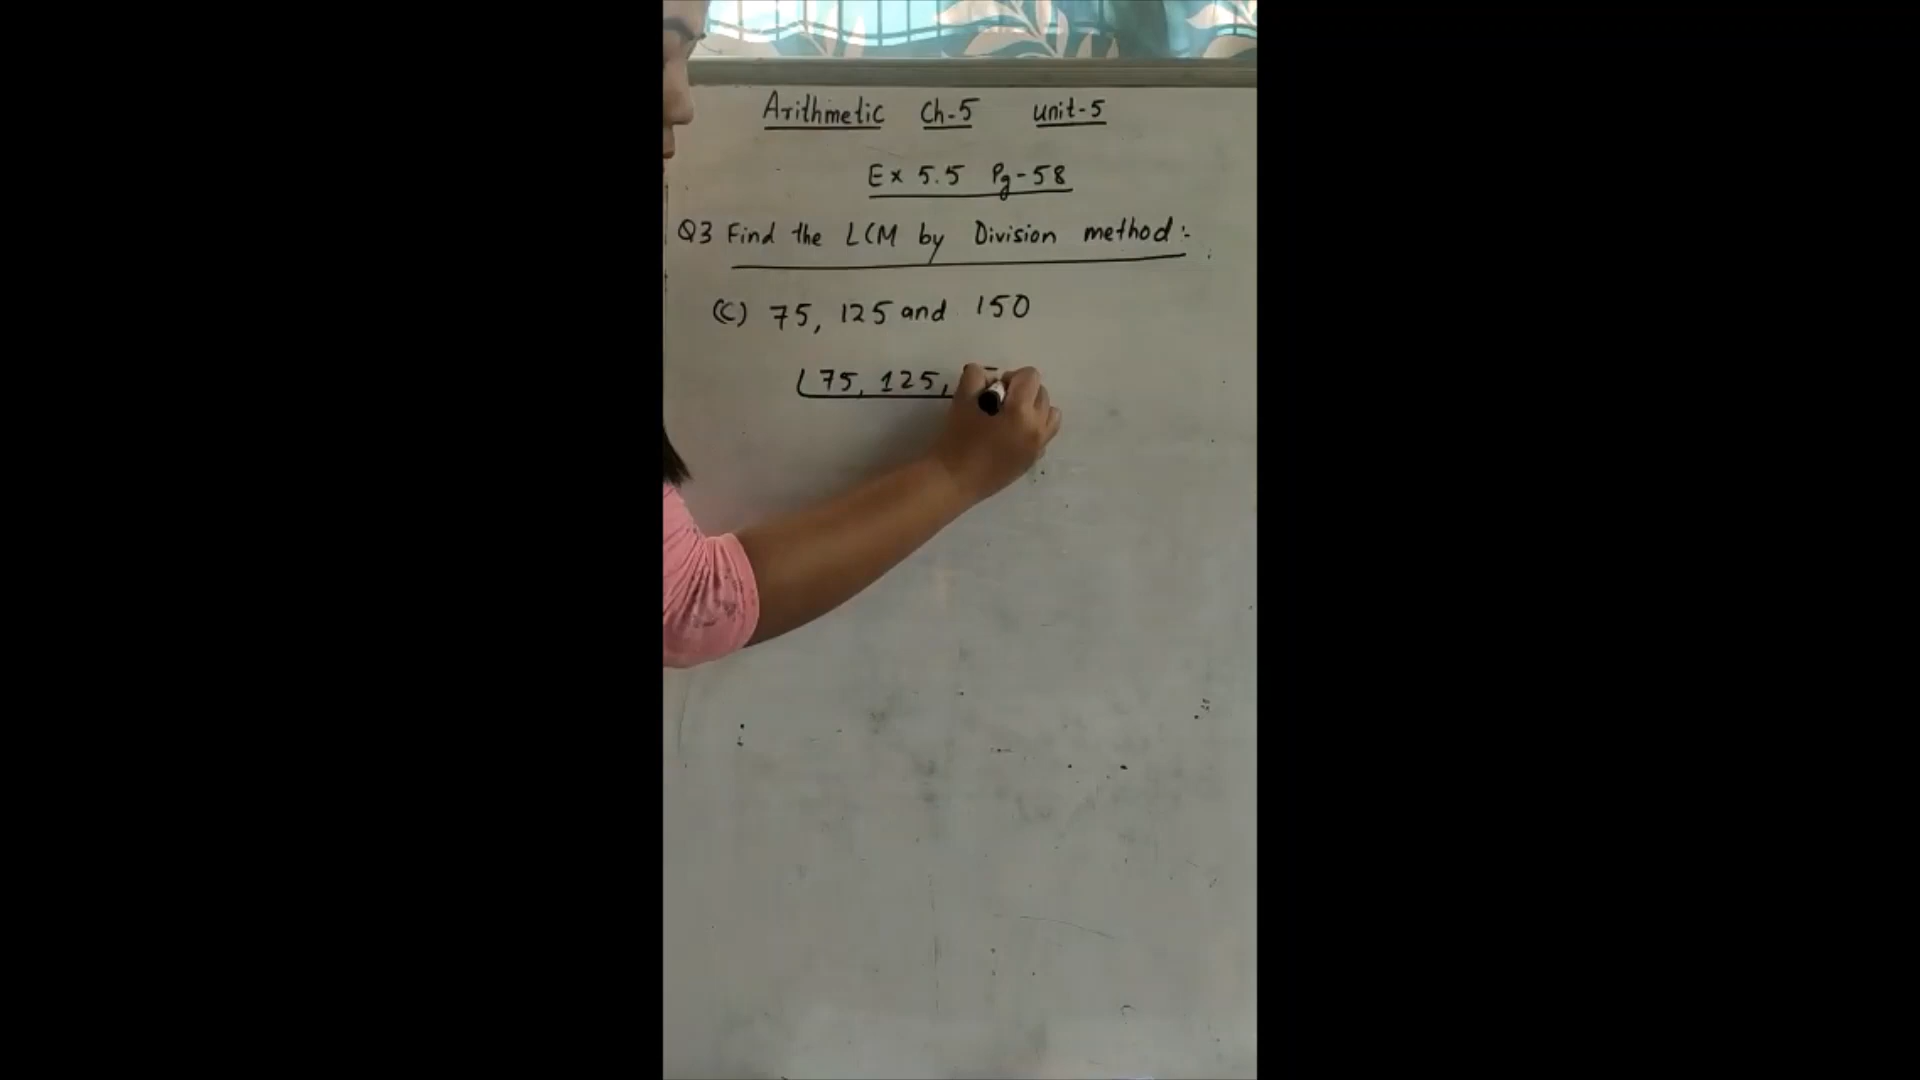 Arithmetic Ch-5 unit-5
Ex 5.5 Pg-58
Q3 Find the LCM by Division method:-
(C) 75, 125 and 150
75, 125,